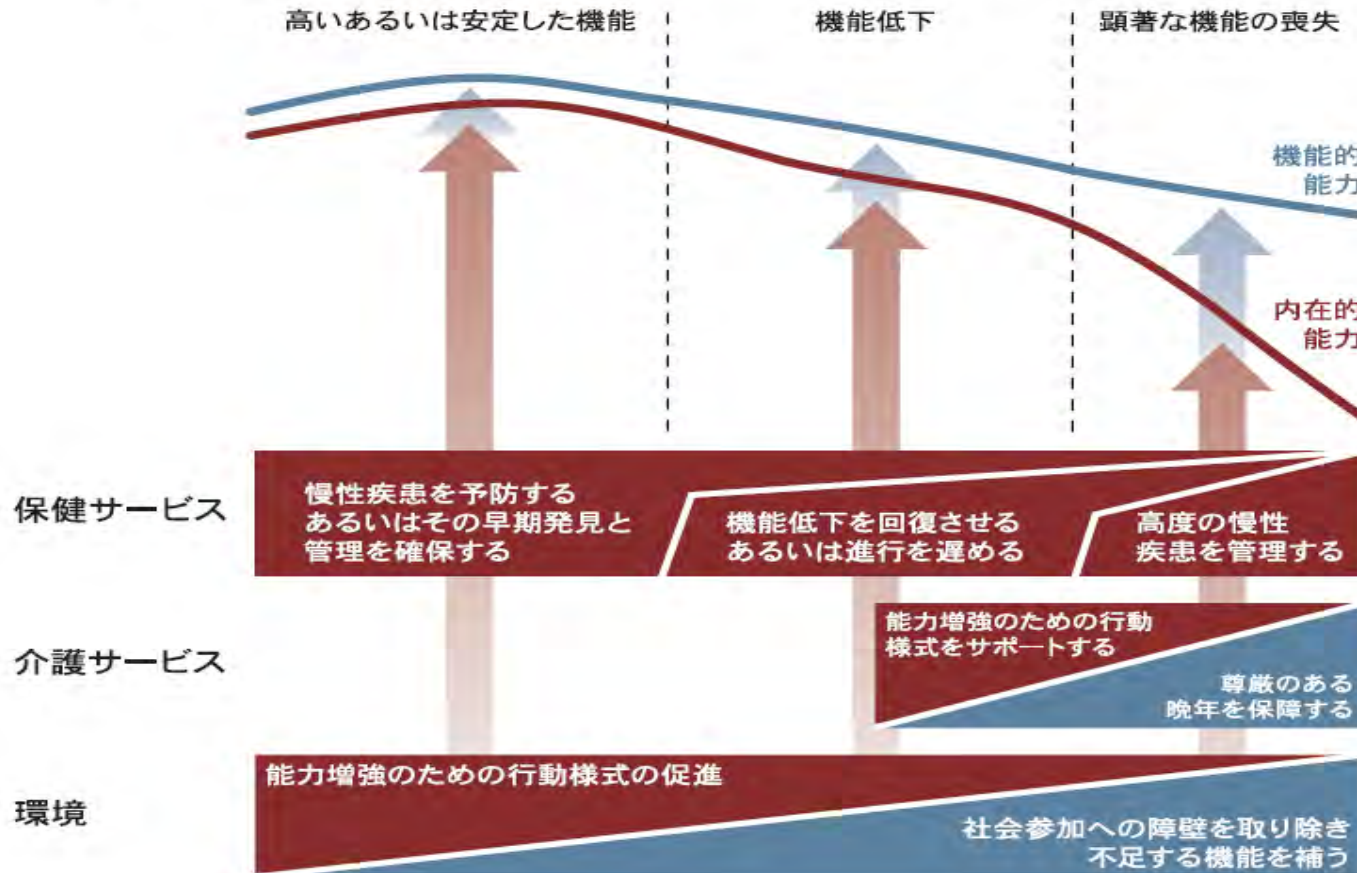 高いあるいは安定した機能
機能低下
顕著な機能の喪失
機能的
能力
内在的
能力
保健サービス
慢性疾患を予防する
あるいはその早期発見と
管理を確保する
機能低下を回復させる
あるいは進行を遅める
高度の慢性
疾患を管理する
介護サービス
能力増強のための行動
様式をサポートする
尊厳のある
晩年を保障する
環境
能力増強のための行動様式の促進
社会参加への障壁を取り除き
不足する機能を補う